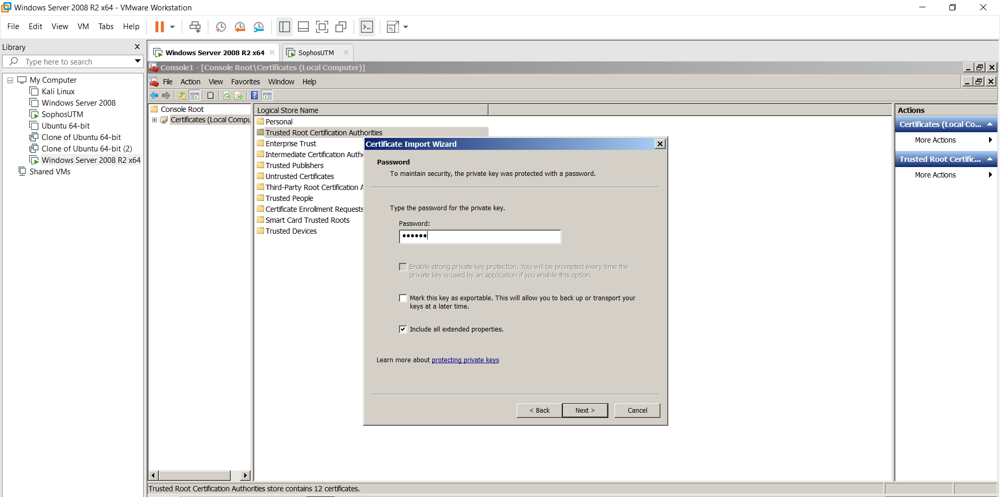 Windows Server 2008 R2 x64 - VMware Workstation
File Edit View VM Tabs Help
Library
Type here to search
My Computer
Kali Linux
Windows Server 2008
SophosUTM
Ubuntu 64-bit
Clone of Ubuntu 64-bit
Clone of Ubuntu 64-bit (2)
Windows Server 2008 R2 x64
Shared VMs
Windows Server 2008 R2 x64
SophosUTM
Console1 - [Console Root\Certificates (Local Computer)]
File Action View Favorites Window Help
Console Root
Certificates (Local Compu
Logical Store Name
Personal
Trusted Root Certification Authorities
Enterprise Trust
Intermediate Certification Autho
Trusted Publishers
Untrusted Certificates
Third-Party Root Certification A
Trusted People
Certificate Enrollment Requests
Smart Card Trusted Roots
Trusted Devices
Certificate Import Wizard
Password
To maintain security, the private key was protected with a password.
Type the password for the private key.
Password:
••••••
Enable strong private key protection. You will be prompted every time the
private key is used by an application if you enable this option.
Mark this key as exportable. This will allow you to back up or transport your
keys at a later time.
Include all extended properties.
Learn more about protecting private keys
< Back
Next >
Cancel
Actions
Certificates (Local Co...
More Actions
Trusted Root Certific...
More Actions
Trusted Root Certification Authorities store contains 12 certificates.